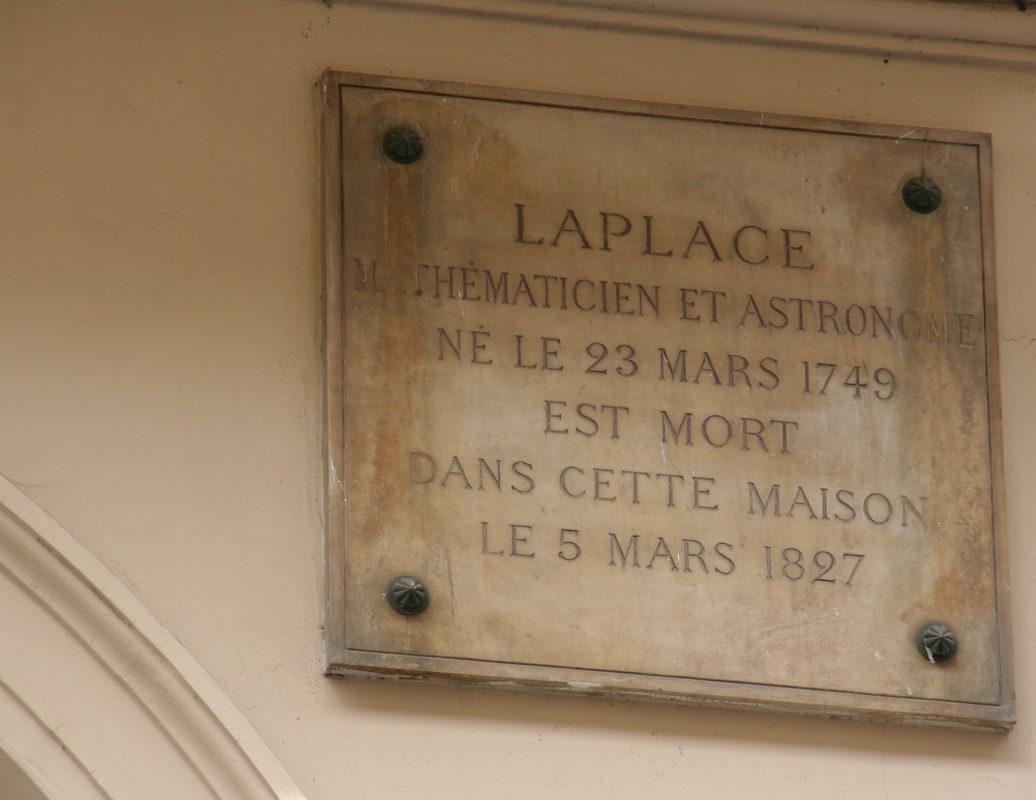 LAPLACE
MATHÉMATICIEN ET ASTRONOME
NÉ LE 23 MARS 1749
EST MORT
DANS CETTE MAISON
LE 5 MARS 1827